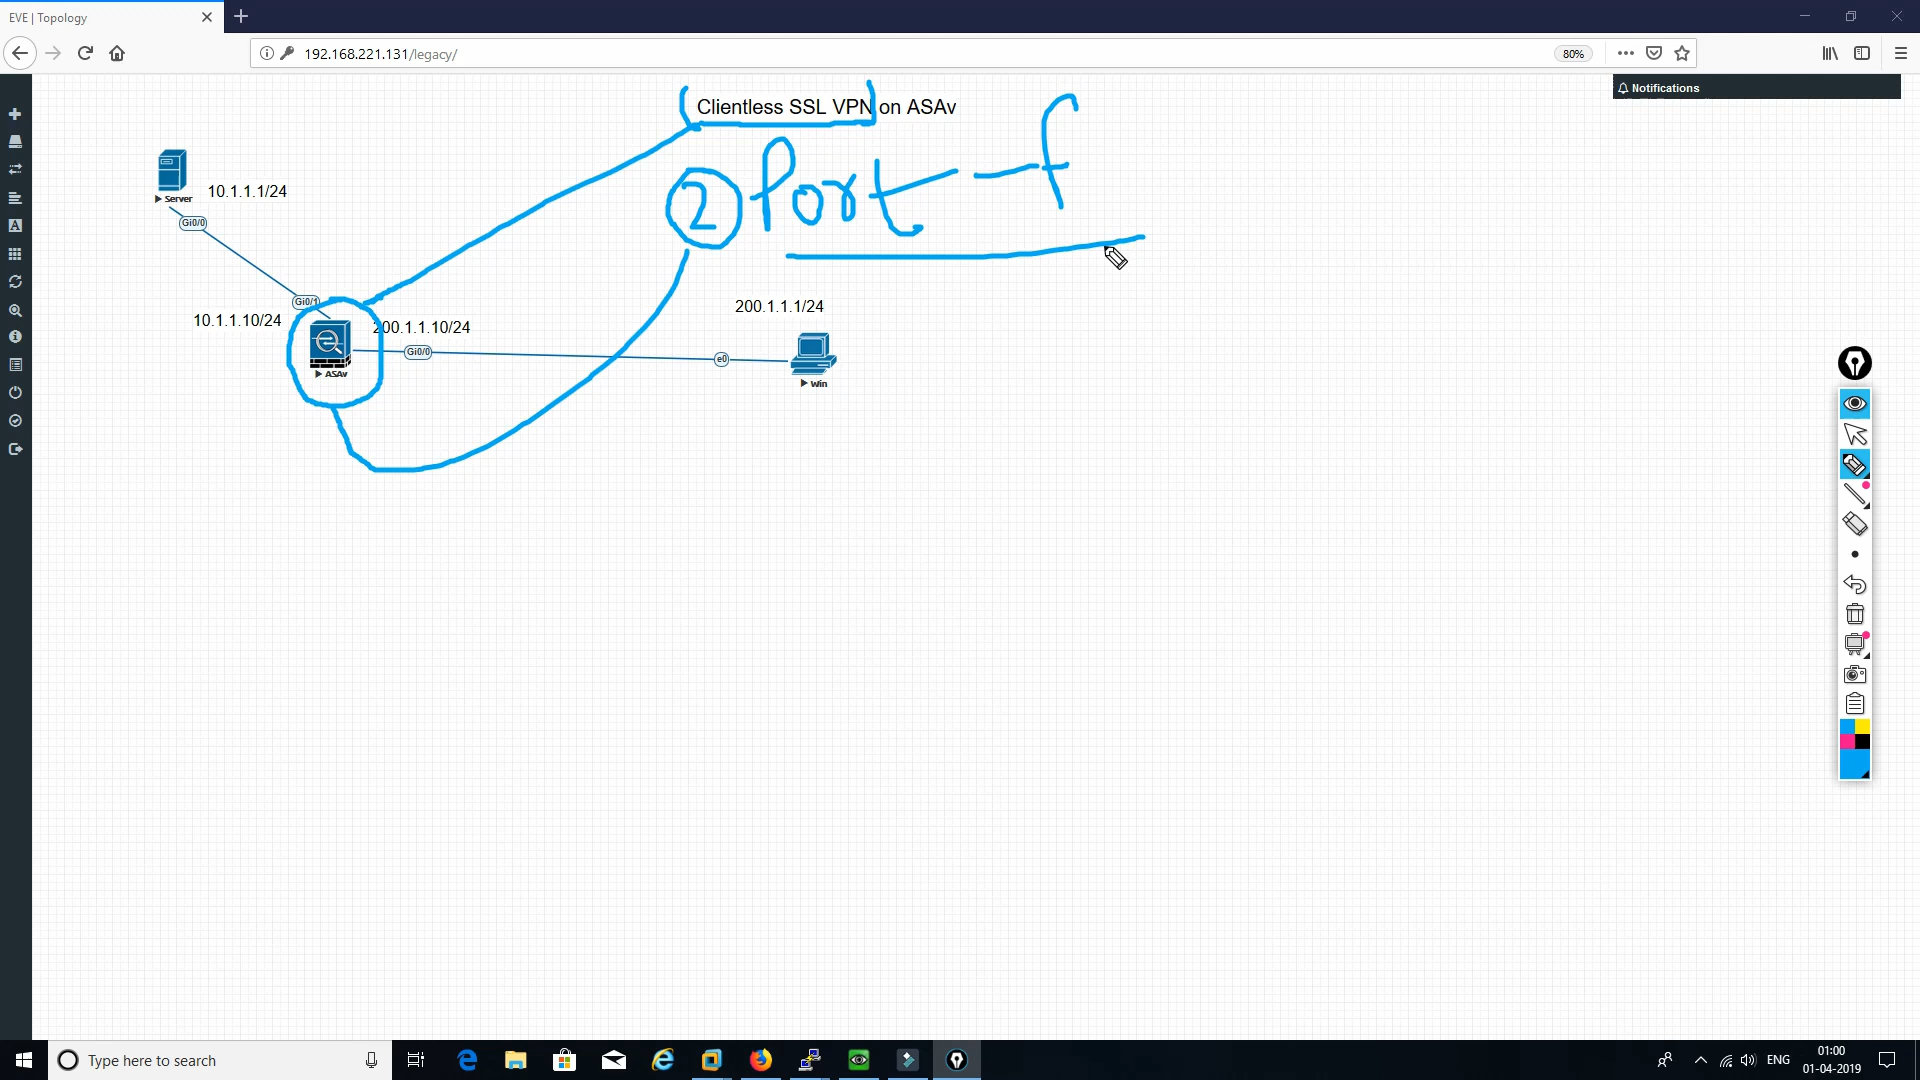 EVE | Topology
192.168.221.131/legacy/
80%
Notifications
Clientless SSL VPN on ASAv
② Port - f
10.1.1.1/24
Server
Gi0/0
Gi0/1
10.1.1.10/24
200.1.1.10/24
200.1.1.1/24
Gi0/0
e0
ASAv
Win
Type here to search
ENG
01:00
01-04-2019